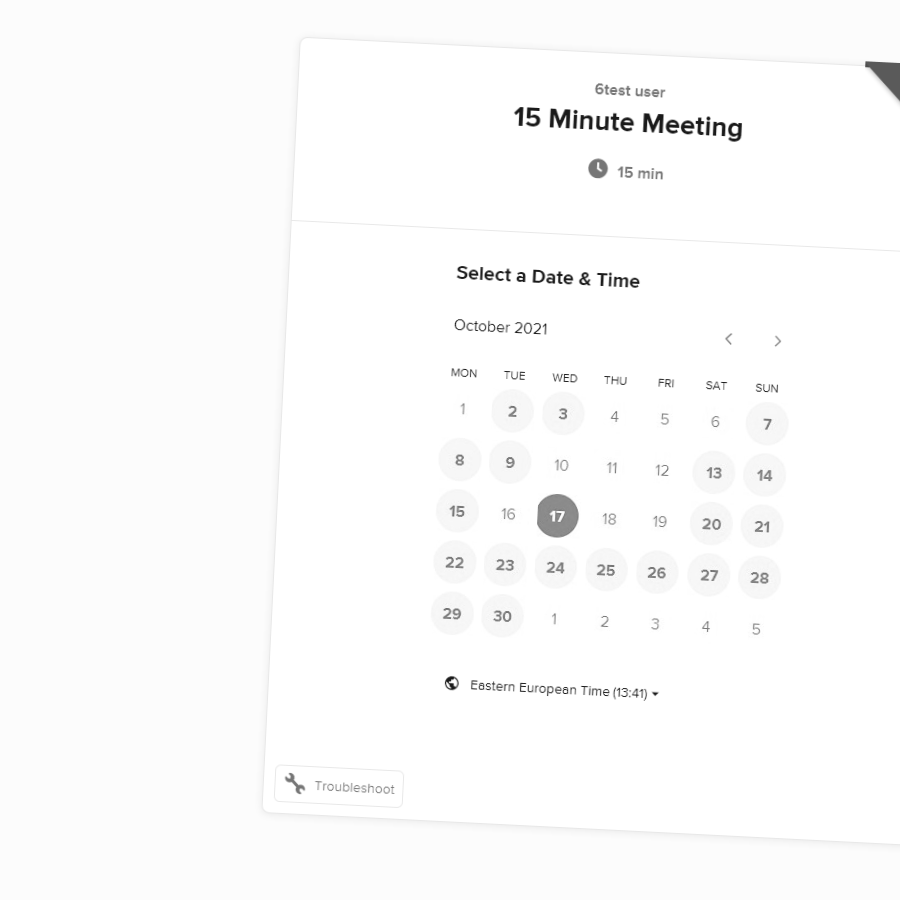 6test user
15 Minute Meeting
15 min
Select a Date & Time
October 2021
MON TUE WED THU FRI SAT SUN
1 2 3 4 5 6 7
8 9 10 11 12 13 14
15 16 17 18 19 20 21
22 23 24 25 26 27 28
29 30 1 2 3 4 5
Eastern European Time (13:41)
Troubleshoot